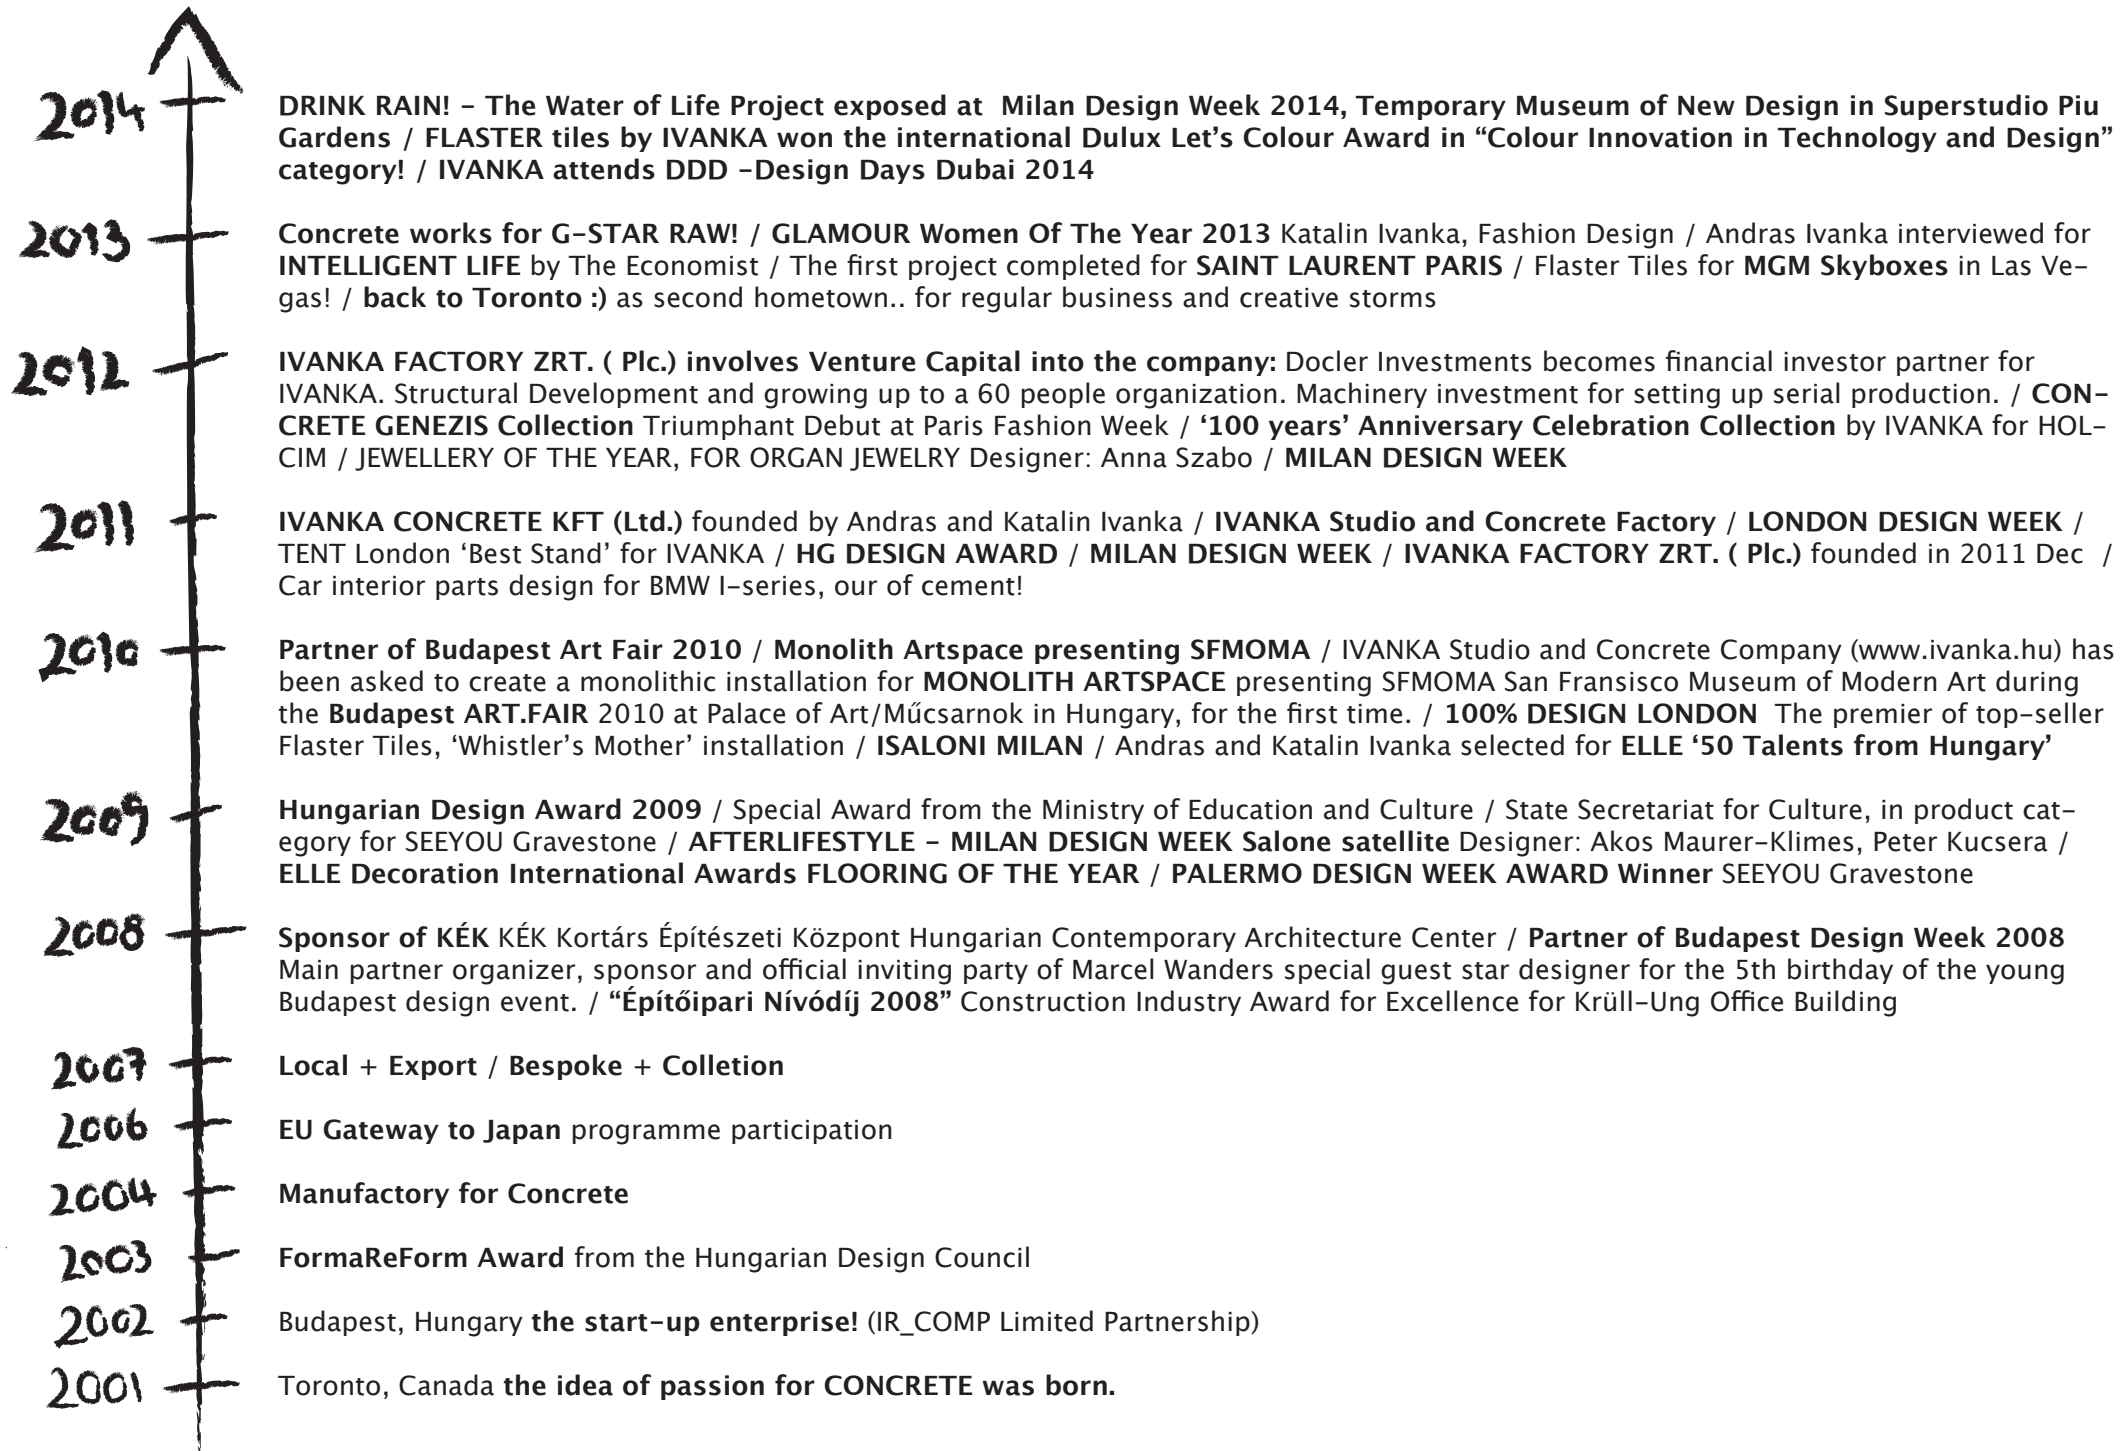 2014
DRINK RAIN! - The Water of Life Project exposed at  Milan Design Week 2014, Temporary Museum of New Design in Superstudio Piu
Gardens / FLASTER tiles by IVANKA won the international Dulux Let’s Colour Award in “Colour Innovation in Technology and Design”
category! / IVANKA attends DDD -Design Days Dubai 2014
2013
Concrete works for G-STAR RAW! / GLAMOUR Women Of The Year 2013 Katalin Ivanka, Fashion Design / Andras Ivanka interviewed for
INTELLIGENT LIFE by The Economist / The first project completed for SAINT LAURENT PARIS / Flaster Tiles for MGM Skyboxes in Las Ve-
gas! / back to Toronto :) as second hometown.. for regular business and creative storms
2012
IVANKA FACTORY ZRT. ( Plc.) involves Venture Capital into the company: Docler Investments becomes financial investor partner for
IVANKA. Structural Development and growing up to a 60 people organization. Machinery investment for setting up serial production. / CON-
CRETE GENEZIS Collection Triumphant Debut at Paris Fashion Week / ‘100 years’ Anniversary Celebration Collection by IVANKA for HOL-
CIM / JEWELLERY OF THE YEAR, FOR ORGAN JEWELRY Designer: Anna Szabo / MILAN DESIGN WEEK
2011
IVANKA CONCRETE KFT (Ltd.) founded by Andras and Katalin Ivanka / IVANKA Studio and Concrete Factory / LONDON DESIGN WEEK /
TENT London ‘Best Stand’ for IVANKA / HG DESIGN AWARD / MILAN DESIGN WEEK / IVANKA FACTORY ZRT. ( Plc.) founded in 2011 Dec  /
Car interior parts design for BMW I-series, our of cement!
2010
Partner of Budapest Art Fair 2010 / Monolith Artspace presenting SFMOMA / IVANKA Studio and Concrete Company (www.ivanka.hu) has
been asked to create a monolithic installation for MONOLITH ARTSPACE presenting SFMOMA San Fransisco Museum of Modern Art during
the Budapest ART.FAIR 2010 at Palace of Art/Műcsarnok in Hungary, for the first time. / 100% DESIGN LONDON  The premier of top-seller
Flaster Tiles, ‘Whistler’s Mother’ installation / ISALONI MILAN / Andras and Katalin Ivanka selected for ELLE ‘50 Talents from Hungary’
2009
Hungarian Design Award 2009 / Special Award from the Ministry of Education and Culture / State Secretariat for Culture, in product cat-
egory for SEEYOU Gravestone / AFTERLIFESTYLE - MILAN DESIGN WEEK Salone satellite Designer: Akos Maurer-Klimes, Peter Kucsera /
ELLE Decoration International Awards FLOORING OF THE YEAR / PALERMO DESIGN WEEK AWARD Winner SEEYOU Gravestone
2008
Sponsor of KÉK KÉK Kortárs Építészeti Központ Hungarian Contemporary Architecture Center / Partner of Budapest Design Week 2008
Main partner organizer, sponsor and official inviting party of Marcel Wanders special guest star designer for the 5th birthday of the young
Budapest design event. / “Építőipari Nívódíj 2008” Construction Industry Award for Excellence for Krüll-Ung Office Building
2007
Local + Export / Bespoke + Colletion
2006
EU Gateway to Japan programme participation
2004
Manufactory for Concrete
2003
FormaReForm Award from the Hungarian Design Council
2002
Budapest, Hungary the start-up enterprise! (IR_COMP Limited Partnership)
2001
Toronto, Canada the idea of passion for CONCRETE was born.